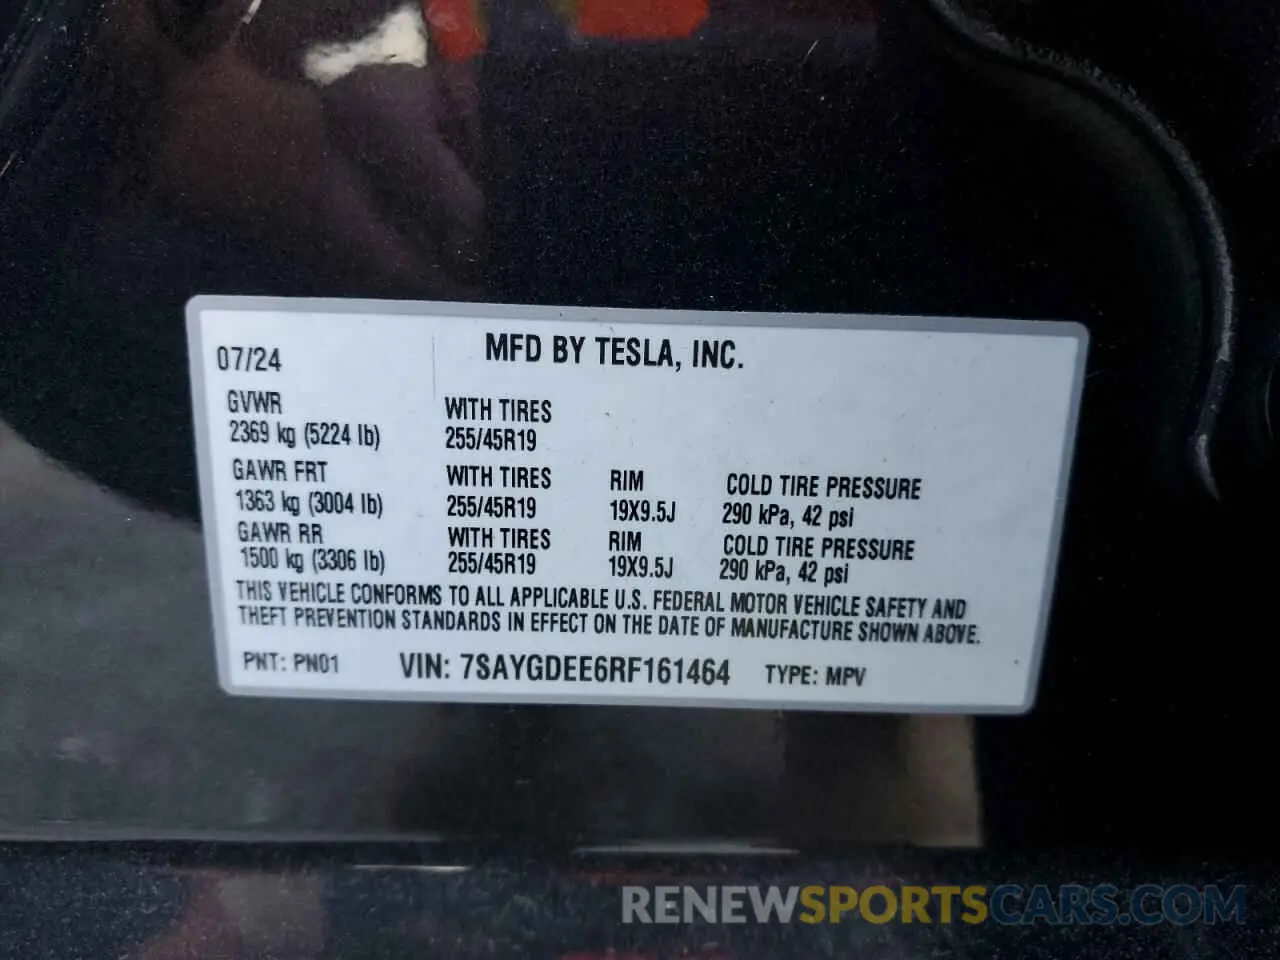 07/24 MFD BY TESLA, INC.
GVWR WITH TIRES
2369 kg (5224 lb) 255/45R19
GAWR FRT WITH TIRES RIM COLD TIRE PRESSURE
1363 kg (3004 lb) 255/45R19 19X9.5J 290 kPa, 42 psi
GAWR RR WITH TIRES RIM COLD TIRE PRESSURE
1500 kg (3306 lb) 255/45R19 19X9.5J 290 kPa, 42 psi
THIS VEHICLE CONFORMS TO ALL APPLICABLE U.S. FEDERAL MOTOR VEHICLE SAFETY AND
THEFT PREVENTION STANDARDS IN EFFECT ON THE DATE OF MANUFACTURE SHOWN ABOVE.
PNT: PN01 VIN: 7SAYGDEE6RF161464 TYPE: MPV
RENEWSPORTSCARS.COM